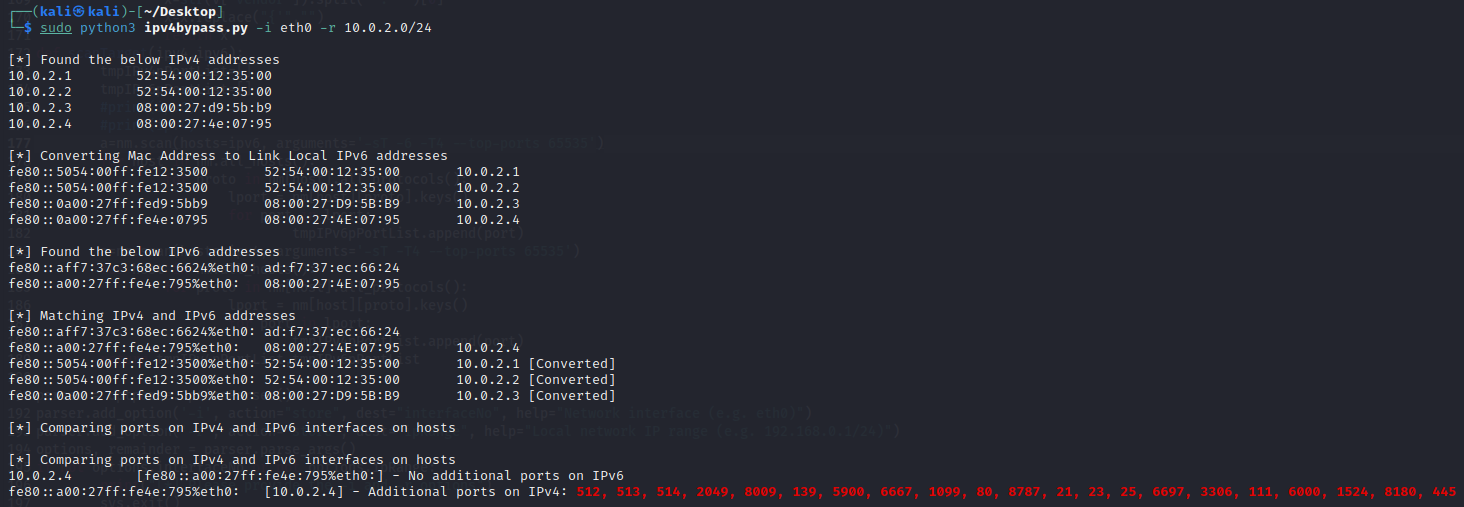 (kali㉿kali)-[~/Desktop]
$ sudo python3 ipv4bypass.py -i eth0 -r 10.0.2.0/24
[*] Found the below IPv4 addresses
10.0.2.1 52:54:00:12:35:00
10.0.2.2 52:54:00:12:35:00
10.0.2.3 08:00:27:d9:5b:b9
10.0.2.4 08:00:27:4e:07:95
[*] Converting Mac Address to Link Local IPv6 addresses
fe80::5054:00ff:fe12:3500 52:54:00:12:35:00 10.0.2.1
fe80::5054:00ff:fe12:3500 52:54:00:12:35:00 10.0.2.2
fe80::0a00:27ff:fed9:5bb9 08:00:27:D9:5B:B9 10.0.2.3
fe80::0a00:27ff:fe4e:0795 08:00:27:4E:07:95 10.0.2.4
[*] Found the below IPv6 addresses
fe80::aff7:37c3:68ec:6624%eth0: ad:f7:37:ec:66:24
fe80::a00:27ff:fe4e:795%eth0: 08:00:27:4E:07:95
[*] Matching IPv4 and IPv6 addresses
fe80::aff7:37c3:68ec:6624%eth0: ad:f7:37:ec:66:24
fe80::a00:27ff:fe4e:795%eth0: 08:00:27:4E:07:95 10.0.2.4
fe80::5054:00ff:fe12:3500%eth0: 52:54:00:12:35:00 10.0.2.1 [Converted]
fe80::5054:00ff:fe12:3500%eth0: 52:54:00:12:35:00 10.0.2.2 [Converted]
fe80::0a00:27ff:fed9:5bb9%eth0: 08:00:27:D9:5B:B9 10.0.2.3 [Converted]
[*] Comparing ports on IPv4 and IPv6 interfaces on hosts
[*] Comparing ports on IPv4 and IPv6 interfaces on hosts
10.0.2.4 [fe80::a00:27ff:fe4e:795%eth0:] - No additional ports on IPv6
fe80::a00:27ff:fe4e:795%eth0: [10.0.2.4] - Additional ports on IPv4: 512, 513, 514, 2049, 8009, 139, 5900, 6667, 1099, 80, 8787, 21, 23, 25, 6697, 3306, 111, 6000, 1524, 8180, 445